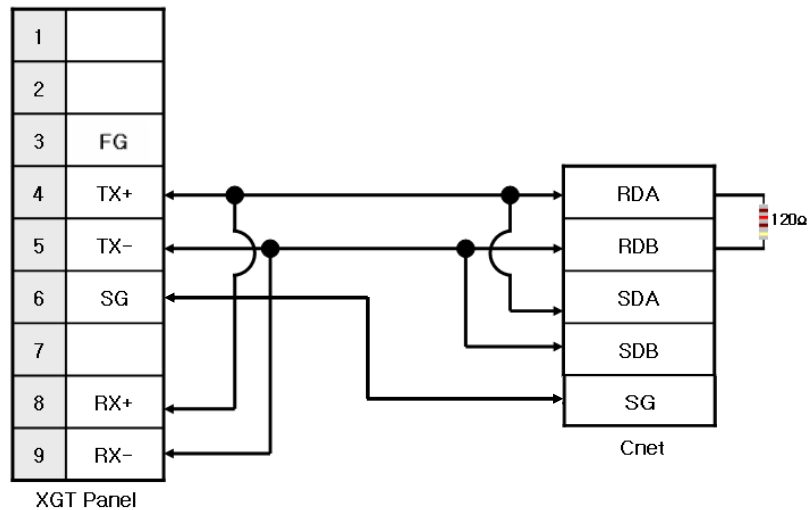 1
2
3 FG
4 TX+
5 TX-
6 SG
7
8 RX+
9 RX-
XGT Panel
RDA
RDB
SDA
SDB
SG
Cnet
120Ω